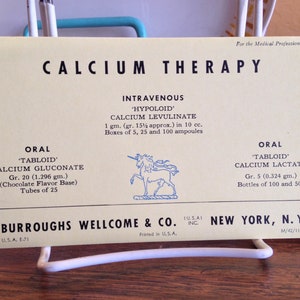 For the Medical Profession
CALCIUM THERAPY
INTRAVENOUS
'HYPOLOID'
CALCIUM LEVULINATE
1 gm. (gr. 15½ approx.) in 10 cc.
Boxes of 5, 25 and 100 ampoules
ORAL
'TABLOID'
CALCIUM GLUCONATE
Gr. 20 (1.296 gm.)
(Chocolate Flavor Base)
Tubes of 25
ORAL
'TABLOID'
CALCIUM LACTAT
Gr. 5 (0.324 gm.)
Bottles of 100 and 50
BURROUGHS WELLCOME & CO. (U.S.A.) INC. NEW YORK, N. Y.
U.S.A. E-71
Printed in U.S.A.